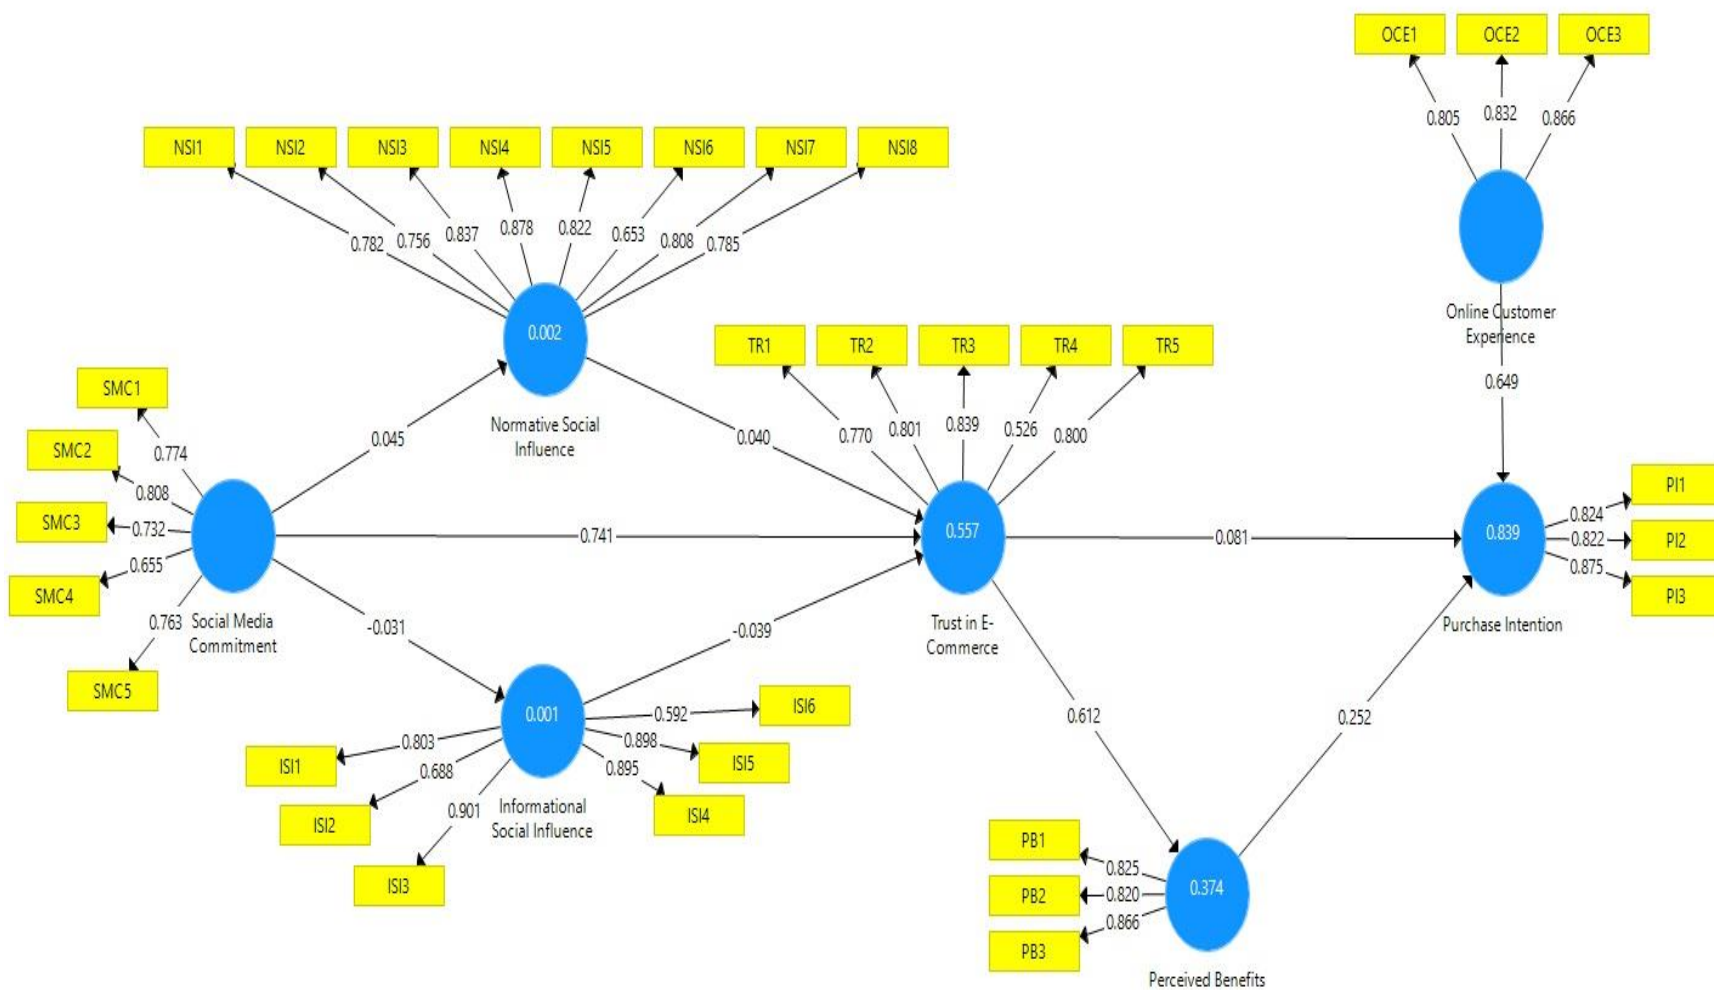 OCE1 OCE2 OCE3
0.805 0.832 0.866
NSI1 NSI2 NSI3 NSI4 NSI5 NSI6 NSI7 NSI8
0.782 0.756 0.837 0.878 0.822 0.653 0.808 0.785
0.002
Normative Social
Influence
Online Customer
Experience
0.649
TR1 TR2 TR3 TR4 TR5
0.770 0.801 0.839 0.526 0.800
SMC1
SMC2
SMC3
SMC4
SMC5
0.774
0.808
0.732
0.655
0.763
Social Media
Commitment
0.045
0.040
0.741
-0.031
-0.039
0.557
Trust in E-
Commerce
0.081
0.839
Purchase Intention
0.824
0.822
0.875
PI1
PI2
PI3
0.001
Informational
Social Influence
0.803
0.688
0.901
0.895
0.898
0.592
ISI1
ISI2
ISI3
ISI4
ISI5
ISI6
0.612
0.252
PB1
PB2
PB3
0.825
0.820
0.866
0.374
Perceived Benefits